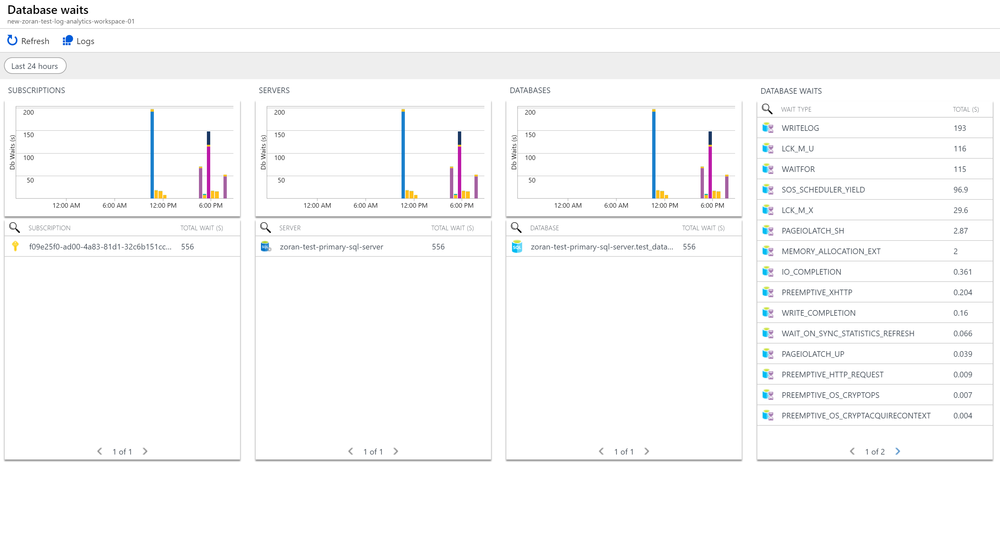 Database waits
new-zoran-test-log-analytics-workspace-01
Refresh Logs
Last 24 hours
SUBSCRIPTIONS
Db Waits (s)
200
150
100
50
12:00 AM 6:00 AM 12:00 PM 6:00 PM
SUBSCRIPTION TOTAL WAIT (S)
f09e25f0-ad00-4a83-81d1-32c6b151cc... 556
1 of 1
SERVERS
Db Waits (s)
200
150
100
50
12:00 AM 6:00 AM 12:00 PM 6:00 PM
SERVER TOTAL WAIT (S)
SQL zoran-test-primary-sql-server 556
1 of 1
DATABASES
Db Waits (s)
200
150
100
50
12:00 AM 6:00 AM 12:00 PM 6:00 PM
DATABASE TOTAL WAIT (S)
SQL zoran-test-primary-sql-server.test_data... 556
1 of 1
DATABASE WAITS
WAIT TYPE TOTAL (S)
WRITELOG 193
LCK_M_U 116
WAITFOR 115
SOS_SCHEDULER_YIELD 96.9
LCK_M_X 29.6
PAGEIOLATCH_SH 2.87
MEMORY_ALLOCATION_EXT 2
IO_COMPLETION 0.361
PREEMPTIVE_XHTTP 0.204
WRITE_COMPLETION 0.16
WAIT_ON_SYNC_STATISTICS_REFRESH 0.066
PAGEIOLATCH_UP 0.039
PREEMPTIVE_HTTP_REQUEST 0.009
PREEMPTIVE_OS_CRYPTOPS 0.007
PREEMPTIVE_OS_CRYPTACQUIRECONTEXT 0.004
1 of 2